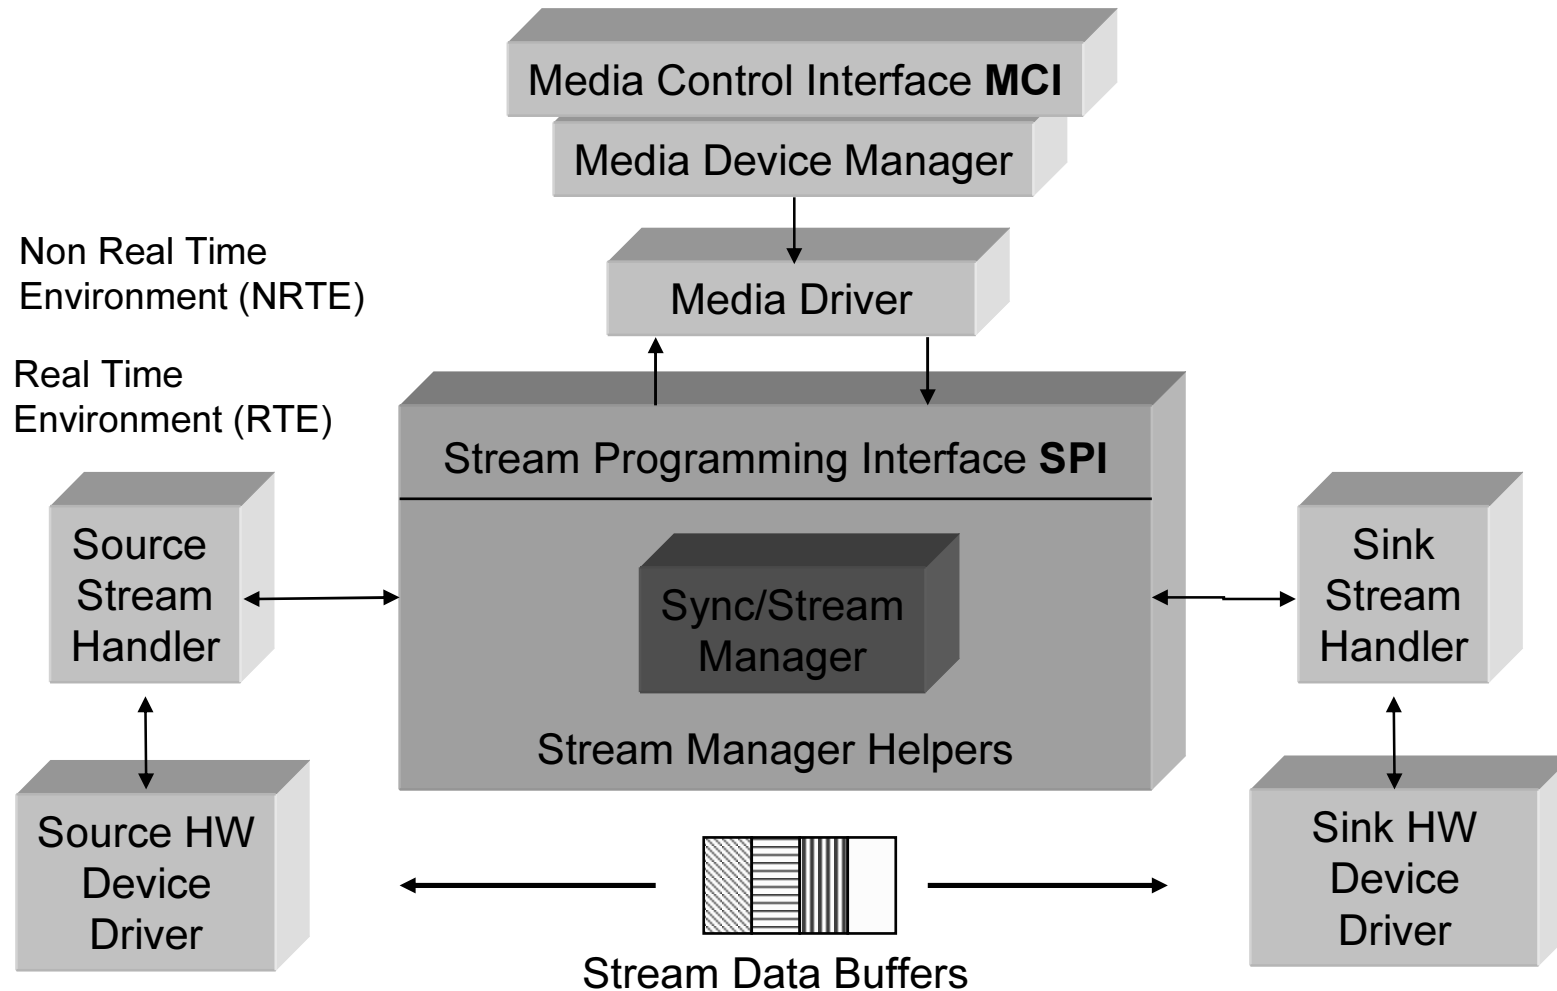 Media Control Interface MCI
Media Device Manager
Non Real Time
Environment (NRTE)
Media Driver
Real Time
Environment (RTE)
Stream Programming Interface SPI
Source
Stream
Handler
Sync/Stream
Manager
Sink
Stream
Handler
Stream Manager Helpers
Source HW
Device
Driver
Sink HW
Device
Driver
Stream Data Buffers